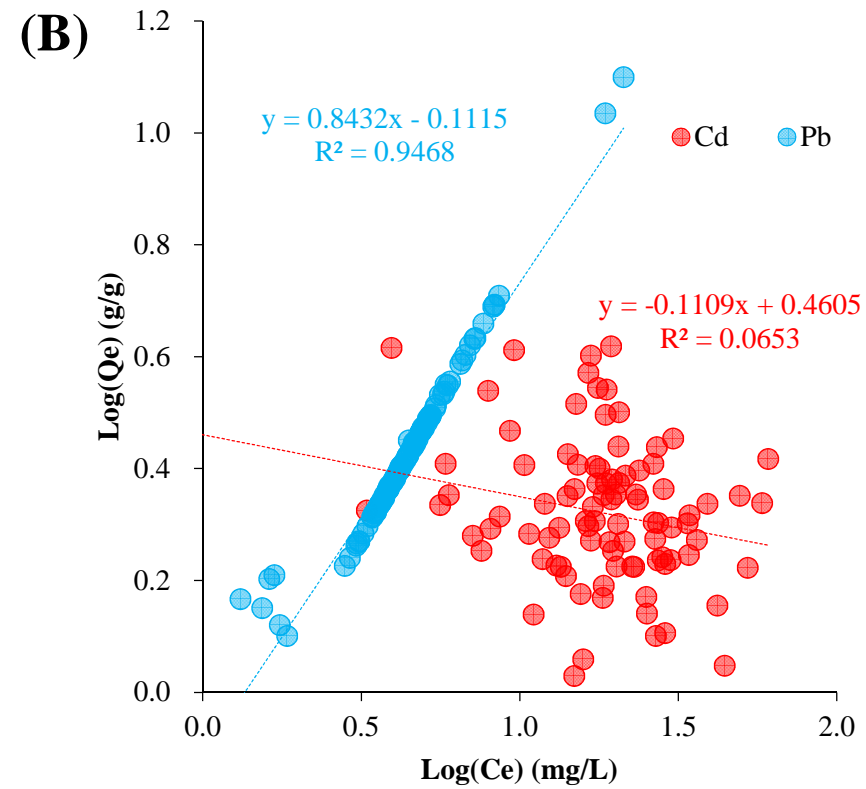 (B)
1.2
1.0
0.8
0.6
0.4
0.2
0.0
Log(Qe) (g/g)
y = 0.8432x - 0.1115
R² = 0.9468
Cd
Pb
y = -0.1109x + 0.4605
R² = 0.0653
0.0
0.5
1.0
1.5
2.0
Log(Ce) (mg/L)